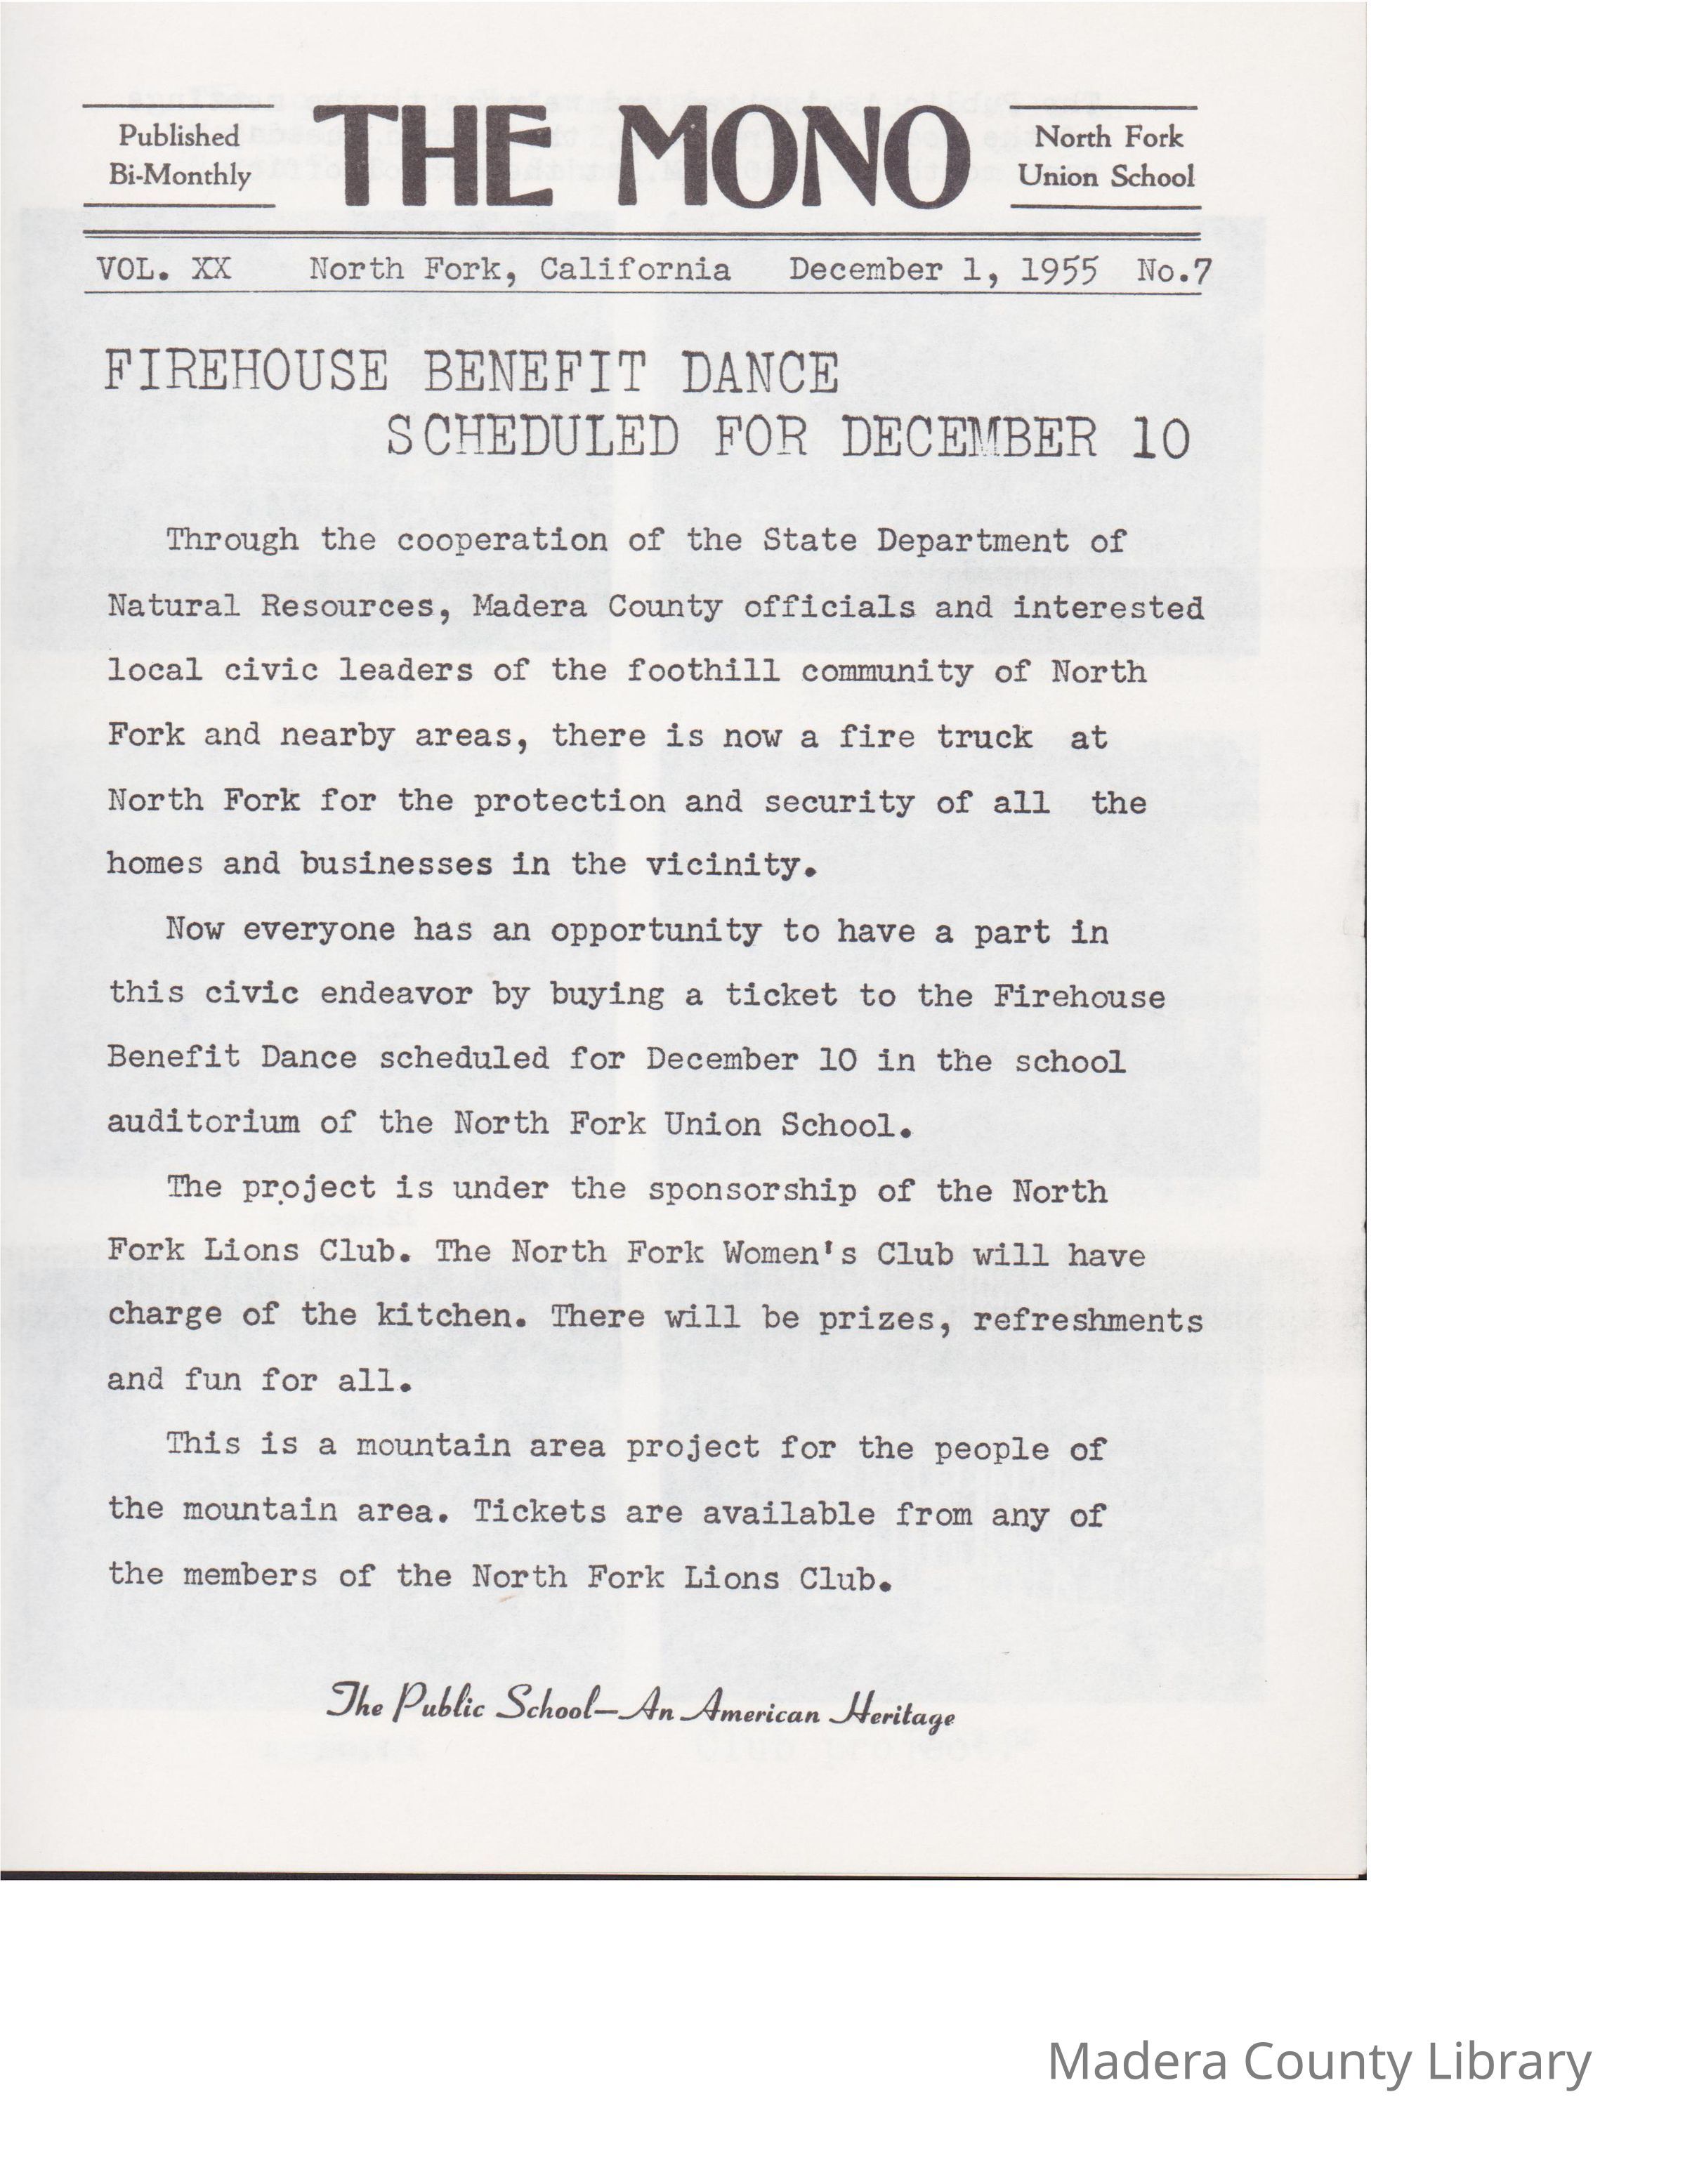 Published
Bi-Monthly
THE MONO
North Fork
Union School
VOL. XX North Fork, California December 1, 1955 No.7
FIREHOUSE BENEFIT DANCE
SCHEDULED FOR DECEMBER 10
Through the cooperation of the State Department of
Natural Resources, Madera County officials and interested
local civic leaders of the foothill community of North
Fork and nearby areas, there is now a fire truck at
North Fork for the protection and security of all the
homes and businesses in the vicinity.
Now everyone has an opportunity to have a part in
this civic endeavor by buying a ticket to the Firehouse
Benefit Dance scheduled for December 10 in the school
auditorium of the North Fork Union School.
The project is under the sponsorship of the North
Fork Lions Club. The North Fork Women's Club will have
charge of the kitchen. There will be prizes, refreshments
and fun for all.
This is a mountain area project for the people of
the mountain area. Tickets are available from any of
the members of the North Fork Lions Club.
The Public School—An American Heritage
Madera County Library